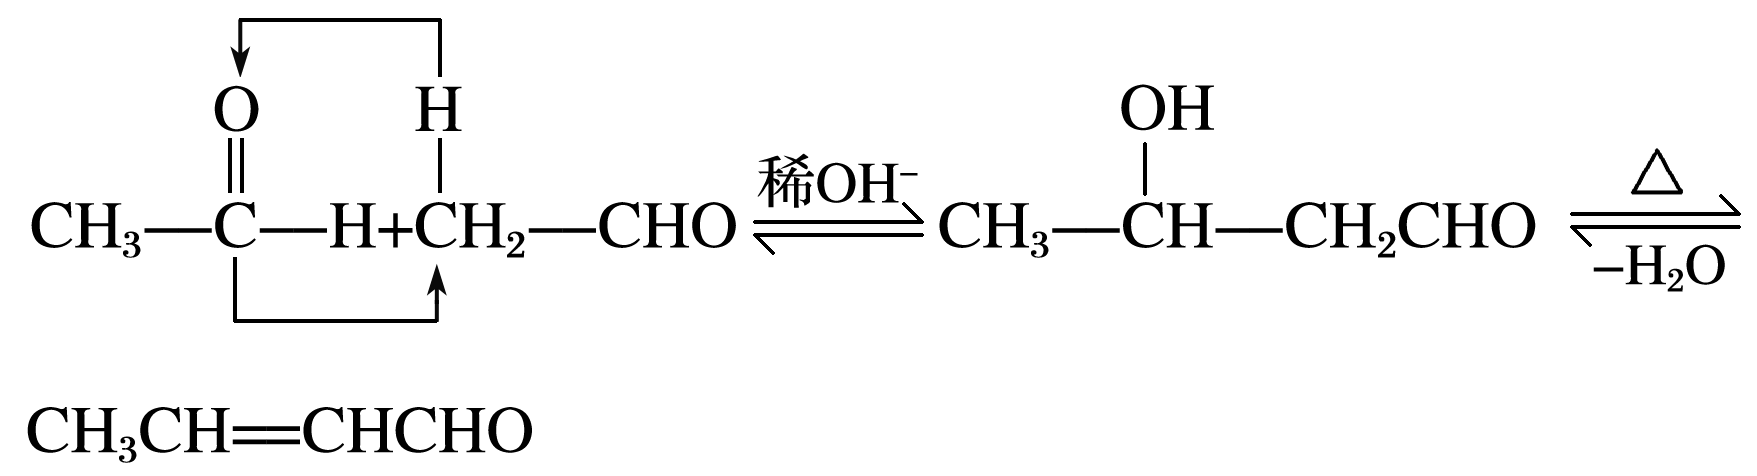 O H OH
CH₃—C—H+CH₂—CHO 稀OH⁻ CH₃—CH—CH₂CHO △ −H₂O
CH₃CH=CHCHO